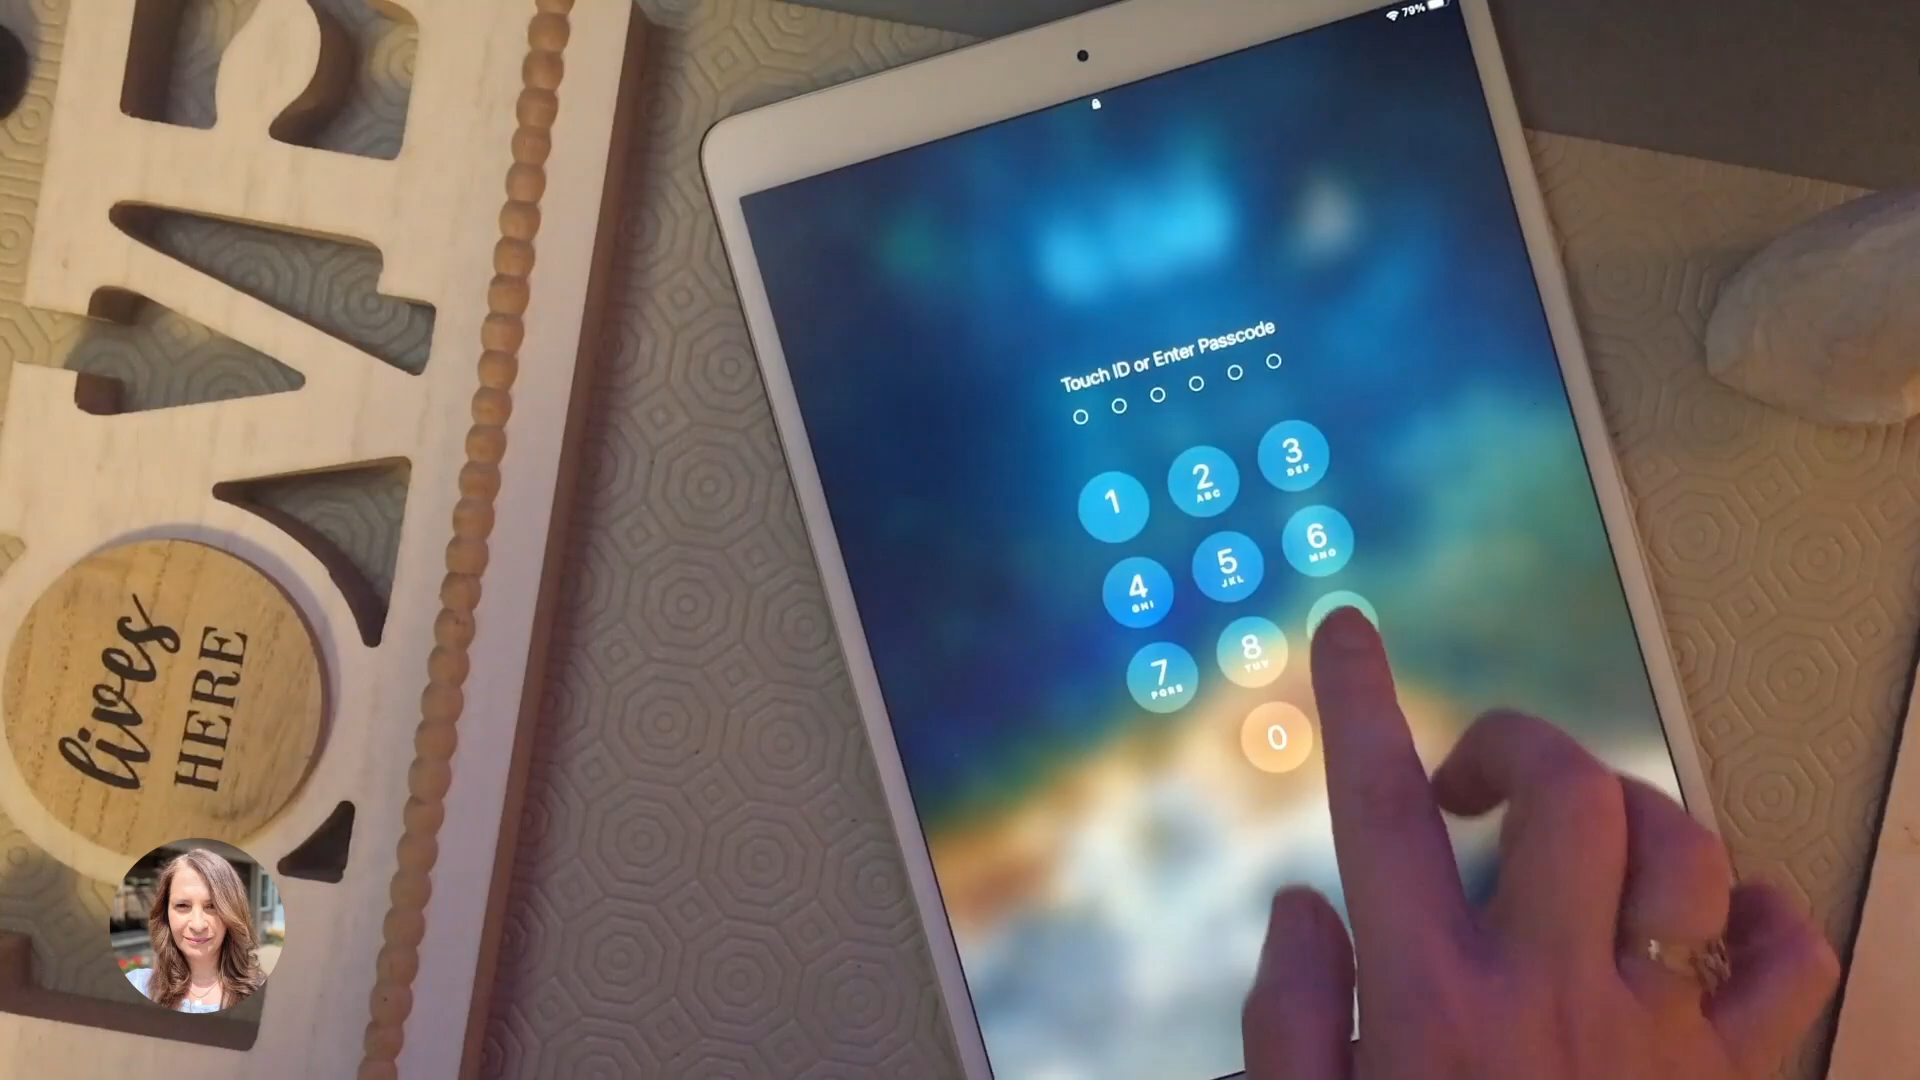 LOVE
lives
HERE
79%
Touch ID or Enter Passcode
1
2
ABC
3
DEF
4
GHI
5
JKL
6
MNO
7
PQRS
8
TUV
0